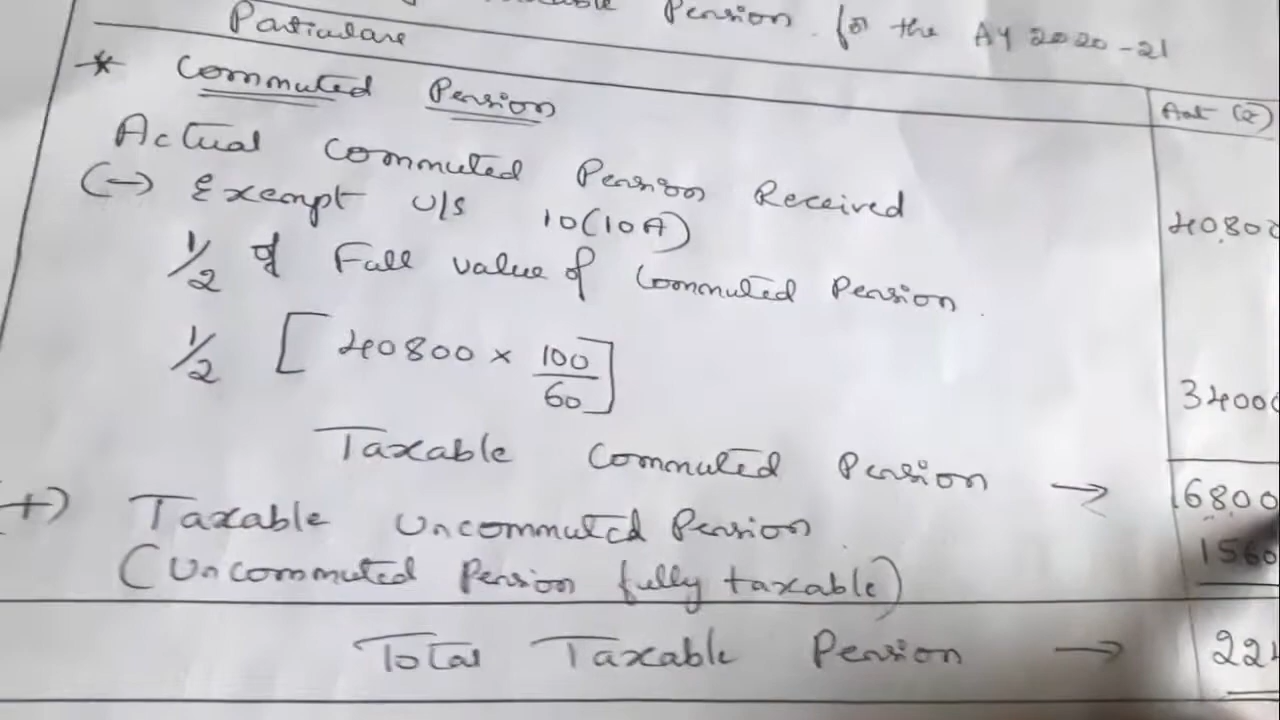 Pension for the AY 2020-21
Particulars
Amt (₹)
* Commuted Pension
Actual Commuted Pension Received 40800
(-) Exempt U/s 10(10A)
1/2 of Full value of Commuted Pension
1/2 [40800 × 100/60] 3400
Taxable Commuted Pension → 6800
+) Taxable Uncommuted Pension 1560
(Uncommuted Pension fully taxable)
Total Taxable Pension → 22